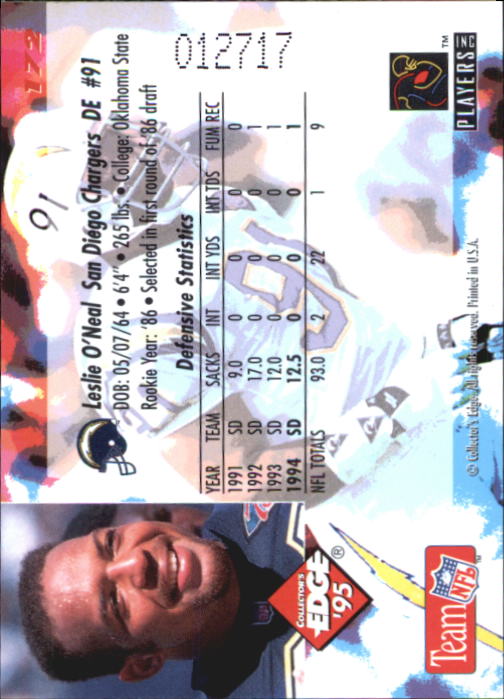 172
Leslie O'Neal San Diego Chargers DE #91
DOB: 05/07/64 • 6'4" • 265 lbs. • College: Oklahoma State
Rookie Year: '86 • Selected in first round of '86 draft
Defensive Statistics
YEAR TEAM SACKS INT INT YDS INT TDS FUM REC
1991 SD 9.0 0 0 0 0
1992 SD 17.0 0 0 0 1
1993 SD 12.0 0 0 0 1
1994 SD 12.5 0 0 0 1
NFL TOTALS 93.0 2 22 1 9
012717
91
91
COLLECTOR'S
EDGE®
'95
Team NFL™
NFL
© Collector's Edge. All rights reserved. Printed in U.S.A.
™
PLAYERS INC